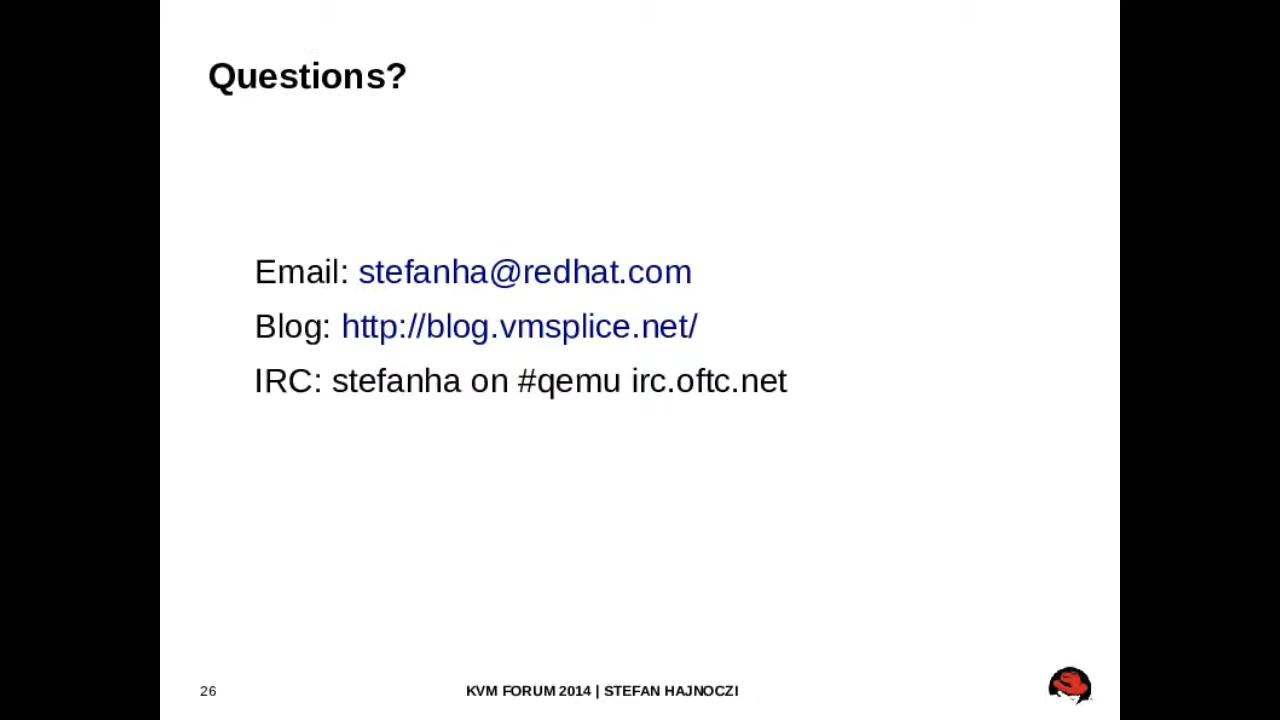 Questions?
Email: stefanha@redhat.com
Blog: http://blog.vmsplice.net/
IRC: stefanha on #qemu irc.oftc.net
26
KVM FORUM 2014 | STEFAN HAJNOCZI